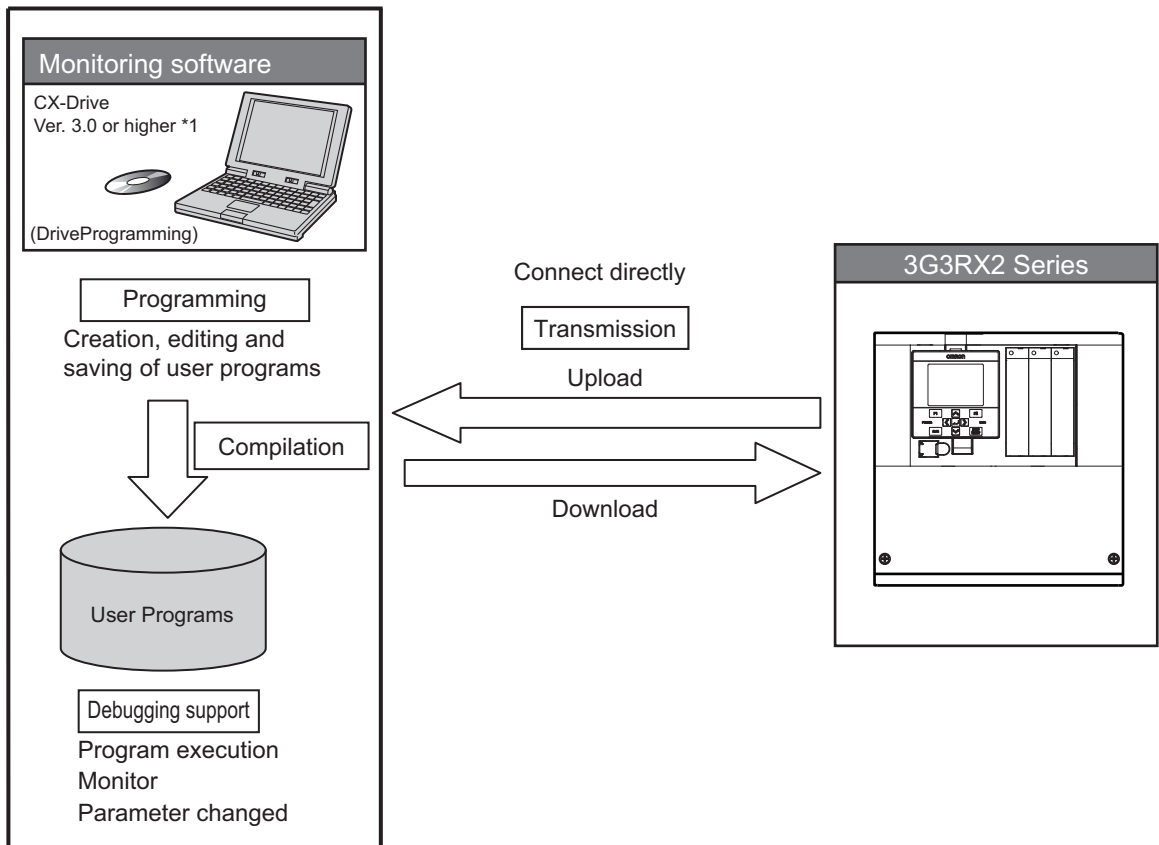 Monitoring software
CX-Drive
Ver. 3.0 or higher *1
(DriveProgramming)
Programming
Creation, editing and
saving of user programs
Compilation
User Programs
Debugging support
Program execution
Monitor
Parameter changed
Connect directly
Transmission
Upload
Download
3G3RX2 Series
OMRON